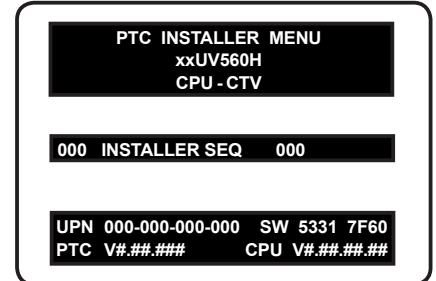 PTC INSTALLER MENU
xxUV560H
CPU - CTV
000 INSTALLER SEQ 000
UPN 000-000-000-000 SW 5331 7F60
PTC V#.##.### CPU V#.##.##.##